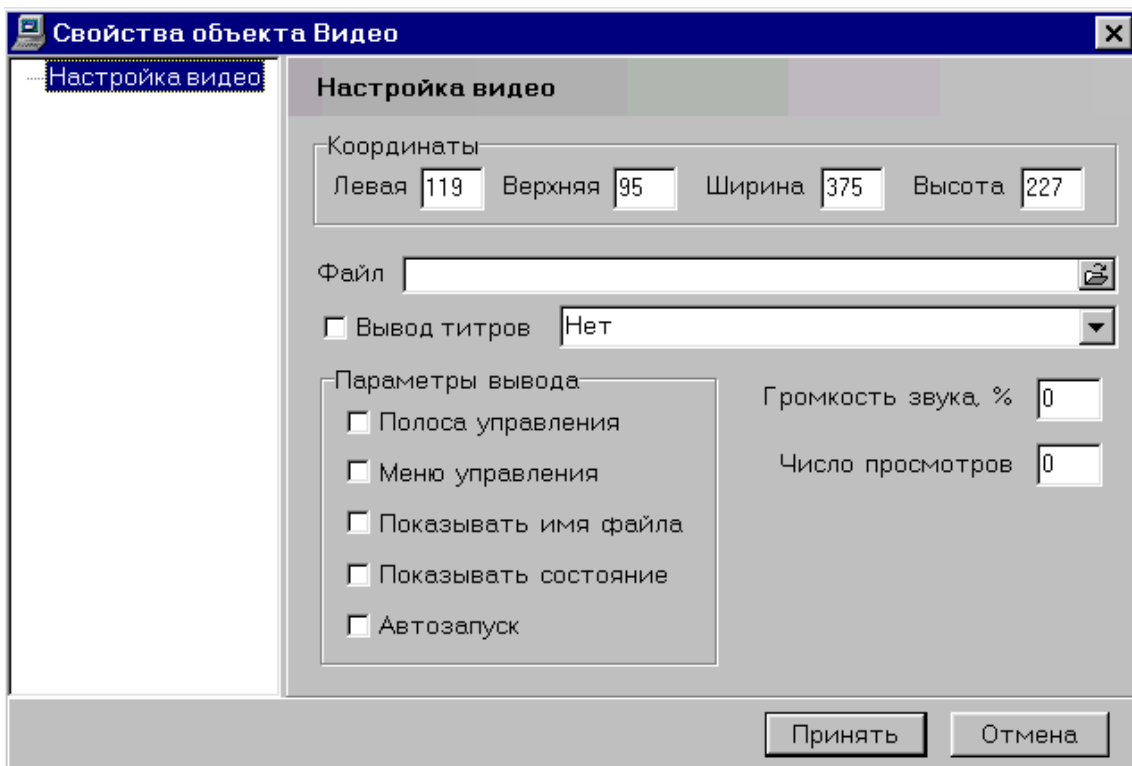 Свойства объекта Видео
Настройка видео
Настройка видео
Координаты
Левая 119 Верхняя 95 Ширина 375 Высота 227
Файл
Вывод титров Нет
Параметры вывода
Громкость звука, % 0
Полоса управления
Число просмотров 0
Меню управления
Показывать имя файла
Показывать состояние
Автозапуск
Принять Отмена